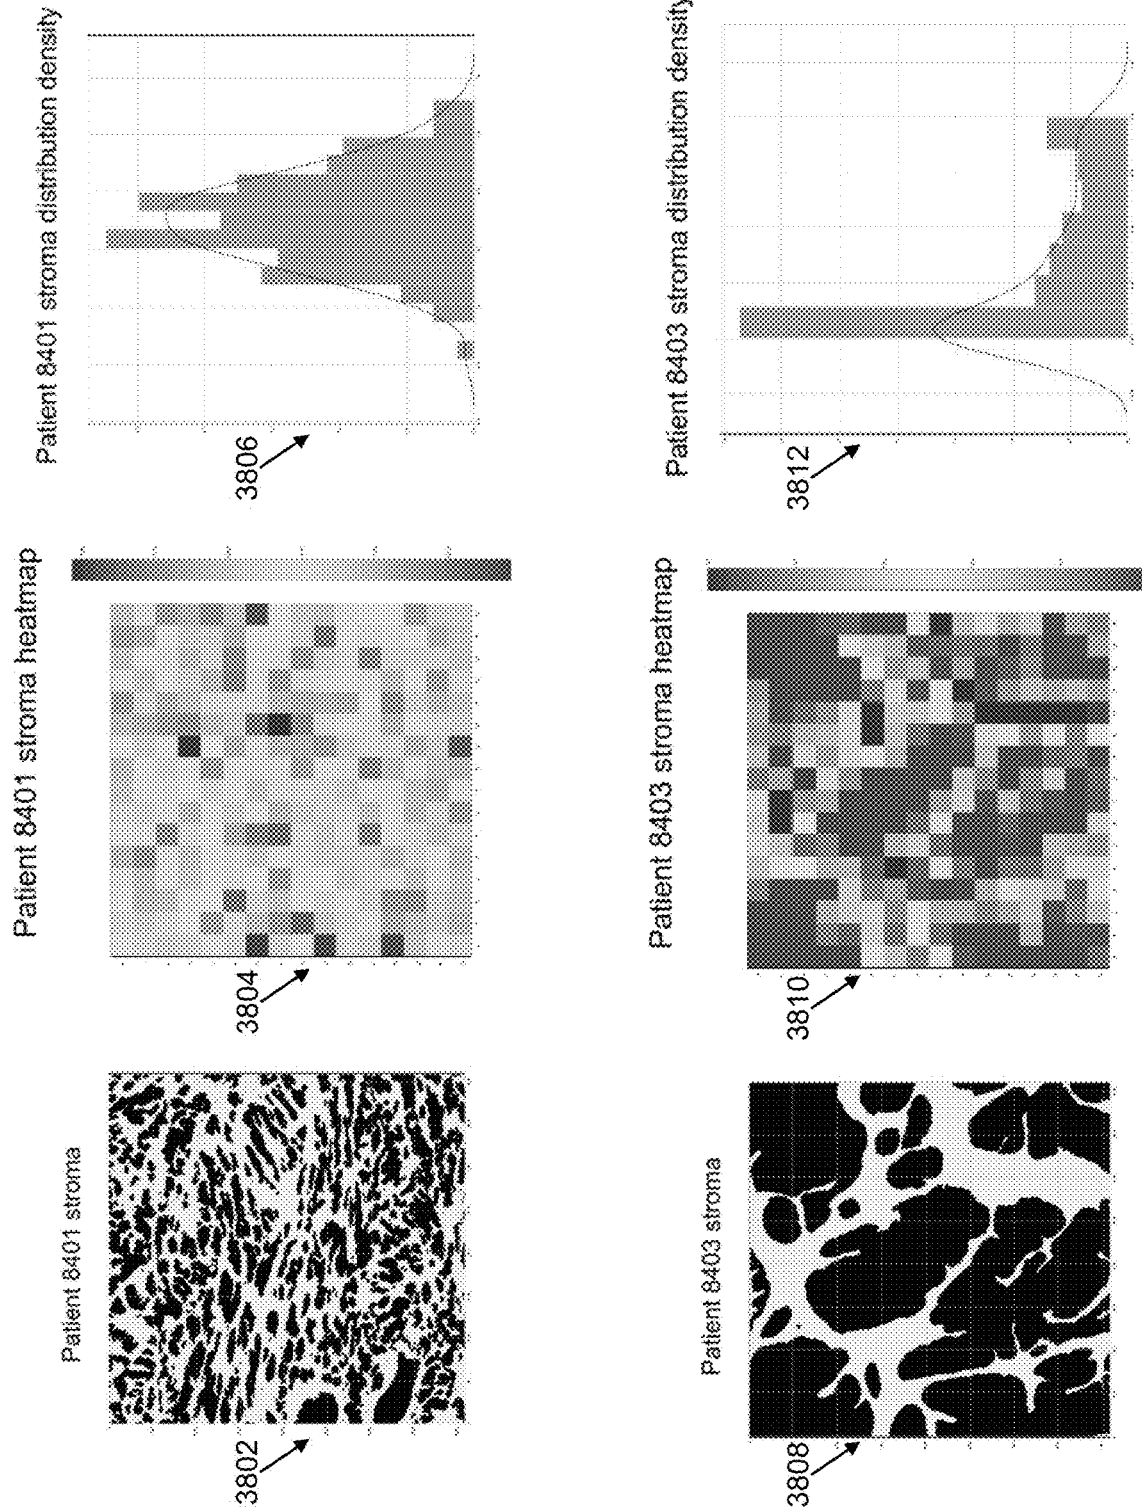 Patient 8401 stroma
3802
Patient 8401 stroma heatmap
3804
Patient 8401 stroma distribution density
3806
Patient 8403 stroma
3808
Patient 8403 stroma heatmap
3810
Patient 8403 stroma distribution density
3812